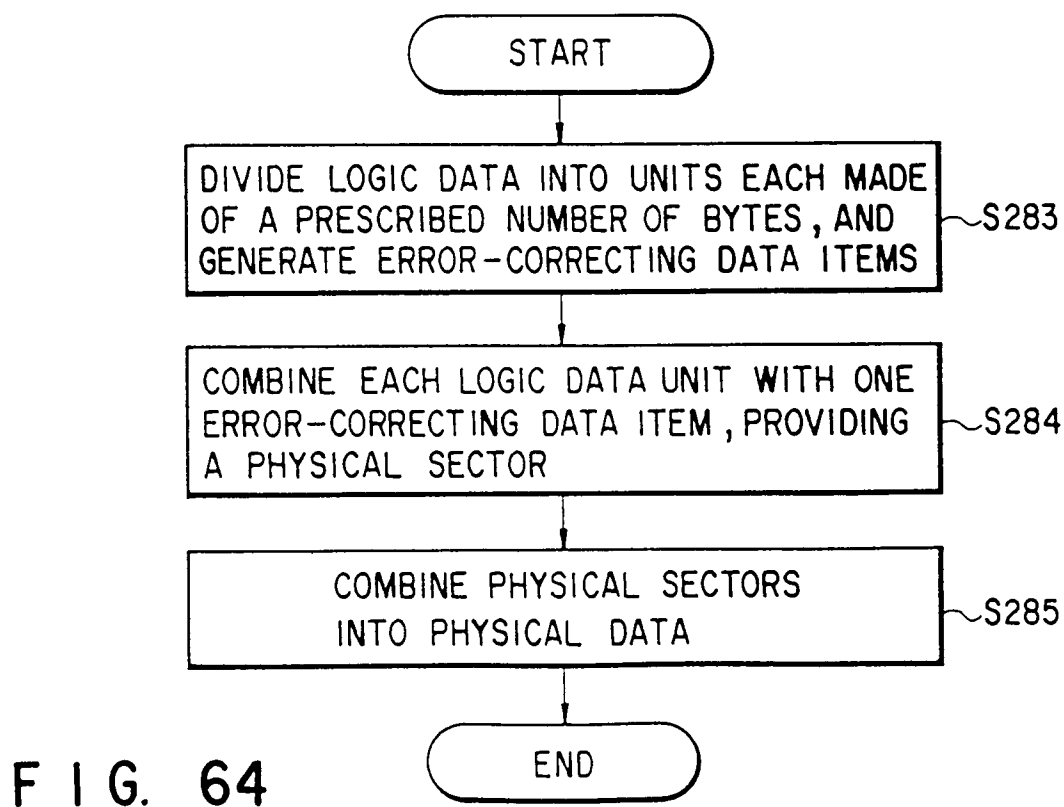 START
DIVIDE LOGIC DATA INTO UNITS EACH MADE
OF A PRESCRIBED NUMBER OF BYTES, AND
GENERATE ERROR-CORRECTING DATA ITEMS
S283
COMBINE EACH LOGIC DATA UNIT WITH ONE
ERROR-CORRECTING DATA ITEM, PROVIDING
A PHYSICAL SECTOR
S284
COMBINE PHYSICAL SECTORS
INTO PHYSICAL DATA
S285
END
FIG. 64